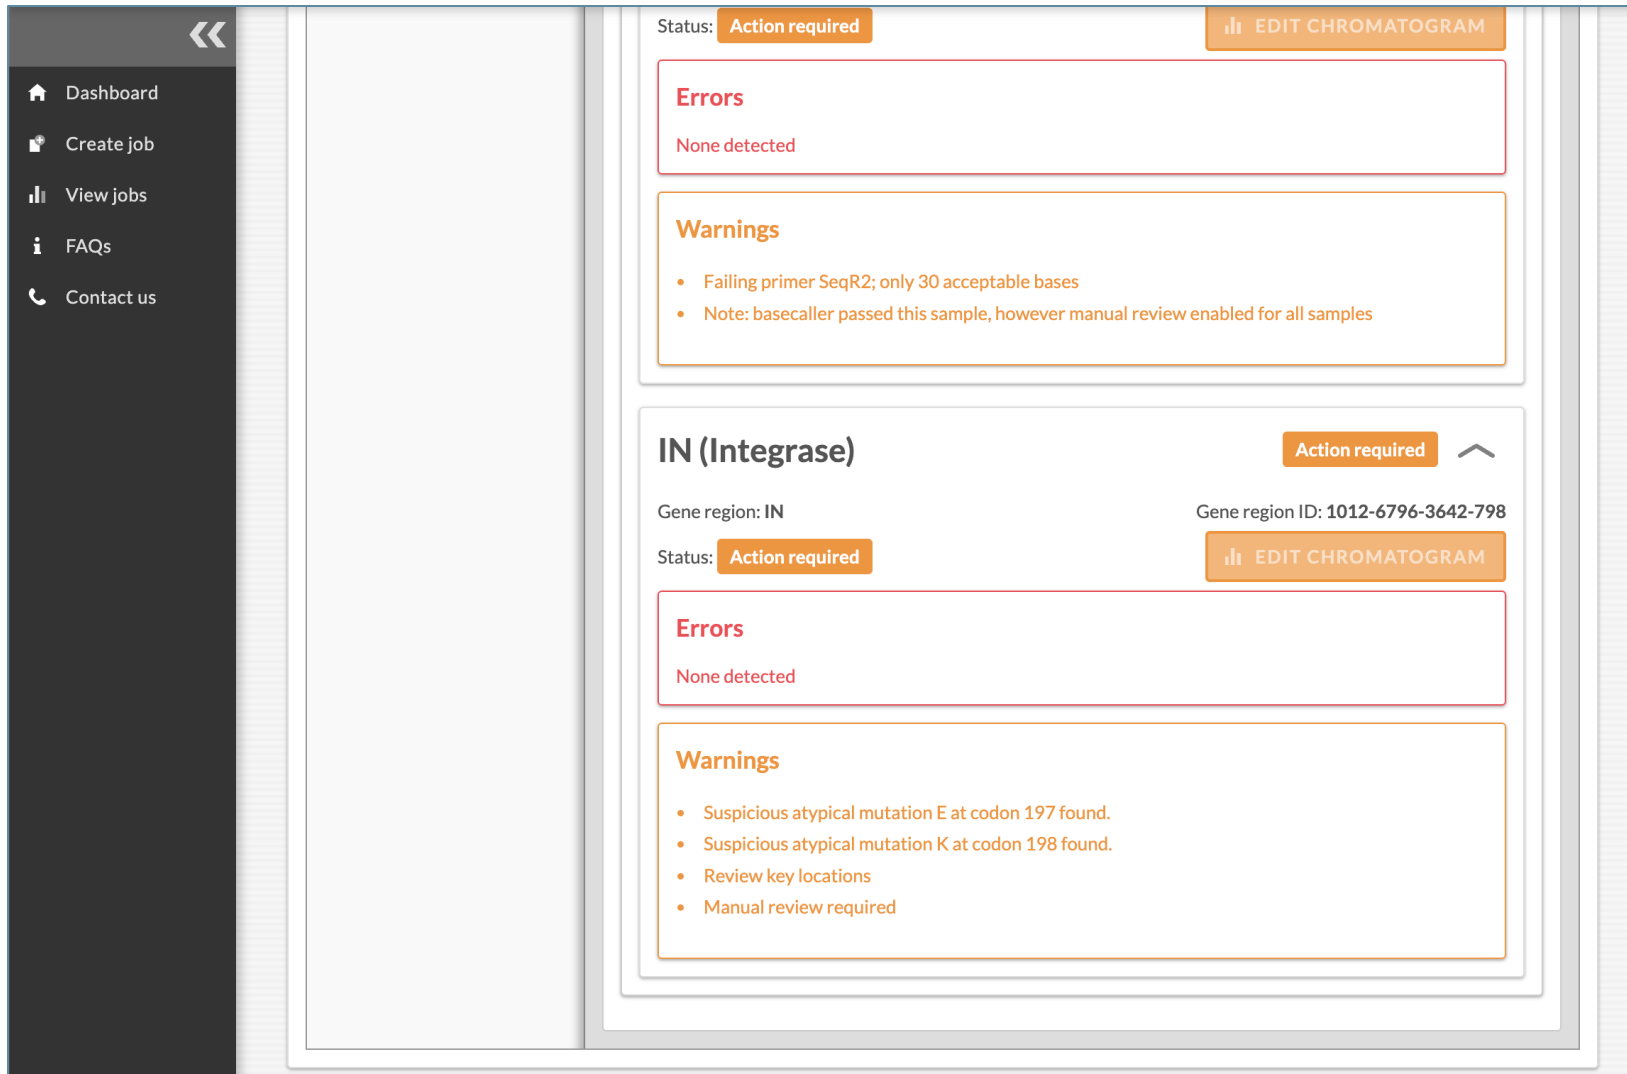 Dashboard
Create job
View jobs
FAQs
Contact us
Status: Action required
EDIT CHROMATOGRAM
Errors
None detected
Warnings
• Failing primer SeqR2; only 30 acceptable bases
• Note: basecaller passed this sample, however manual review enabled for all samples
IN (Integrase)
Action required
Gene region: IN
Gene region ID: 1012-6796-3642-798
Status: Action required
EDIT CHROMATOGRAM
Errors
None detected
Warnings
• Suspicious atypical mutation E at codon 197 found.
• Suspicious atypical mutation K at codon 198 found.
• Review key locations
• Manual review required